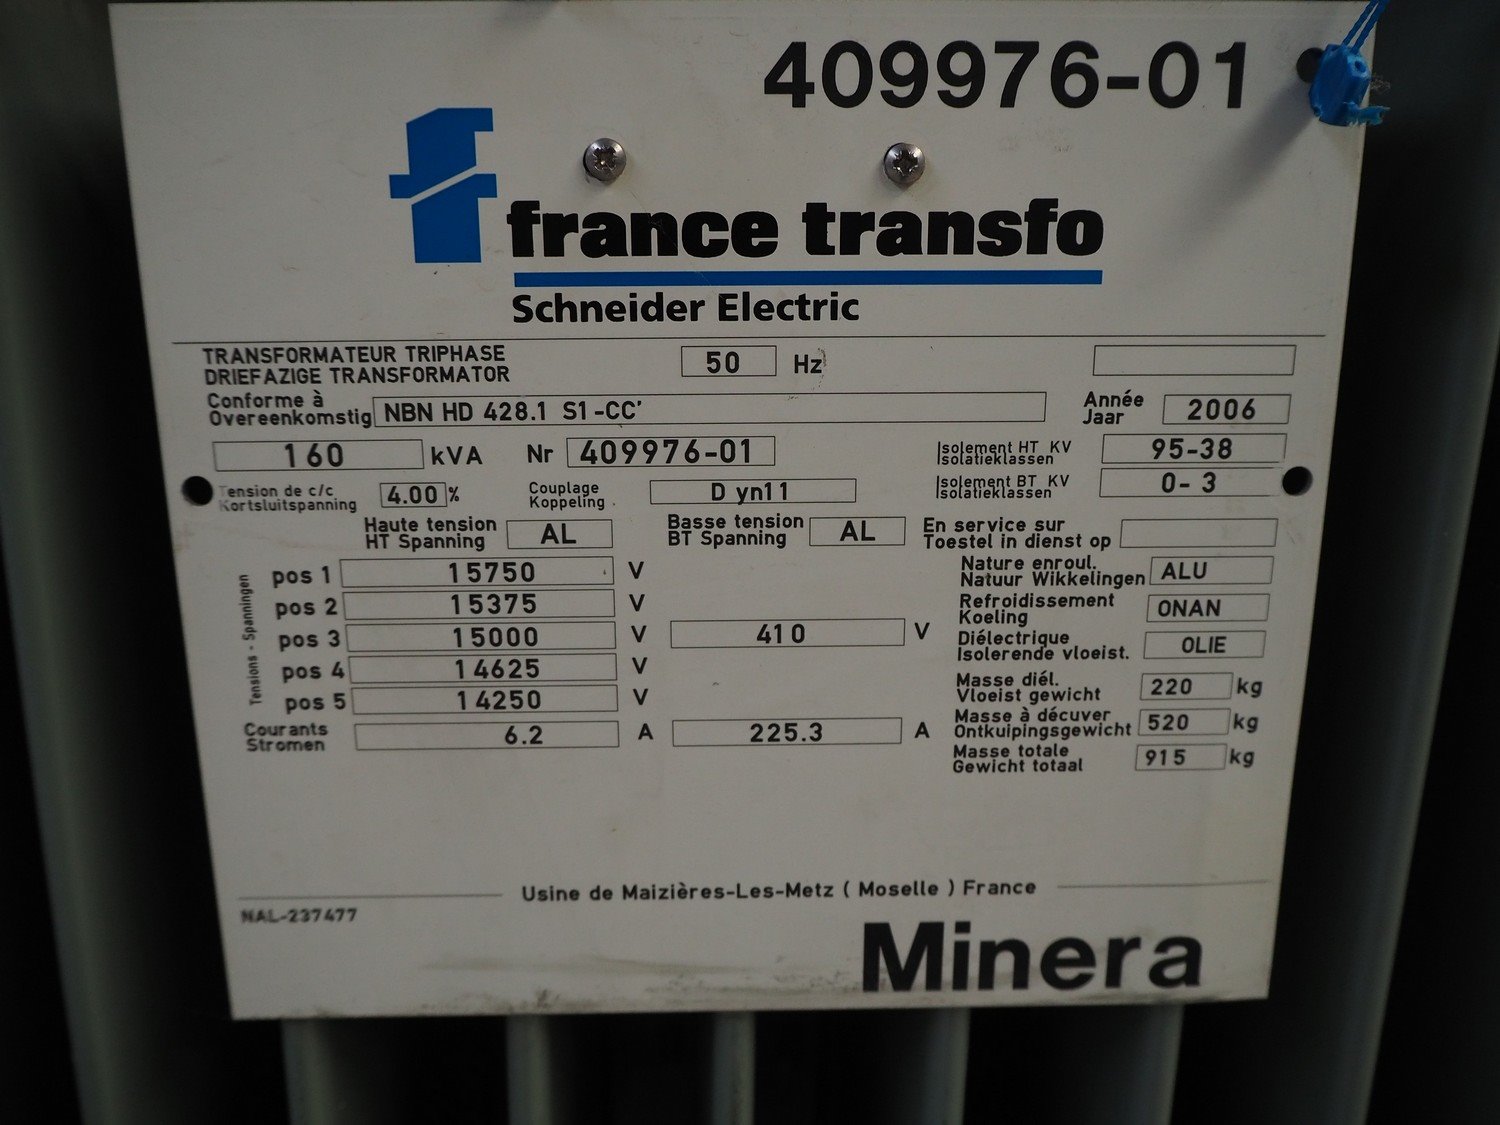 409976-01
france transfo
Schneider Electric
TRANSFORMATEUR TRIPHASE 50 Hz
DRIEFAZIGE TRANSFORMATOR
Conforme à
Overeenkomstig NBN HD 428.1 S1-CC'
Année
Jaar 2006
160 kVA Nr 409976-01
Isolement HT KV
Isolatieklassen 95-38
Tension de c/c
Kortsluitspanning 4.00 %
Couplage
Koppeling D yn11
Isolement BT KV
Isolatieklassen 0-3
Haute tension
HT Spanning AL
Basse tension
BT Spanning AL
En service sur
Toestel in dienst op
Tensions - Spanningen
pos 1 15750 V
pos 2 15375 V
pos 3 15000 V 410 V
pos 4 14625 V
pos 5 14250 V
Courants
Stromen 6.2 A 225.3 A
Nature enroul.
Natuur Wikkelingen ALU
Refroidissement
Koeling ONAN
Diélectrique
Isolerende vloeist. OLIE
Masse diél.
Vloeist gewicht 220 kg
Masse à décuver
Ontkuipingsgewicht 520 kg
Masse totale
Gewicht totaal 915 kg
Usine de Maizières-Les-Metz ( Moselle ) France
NAL-237477
Minera